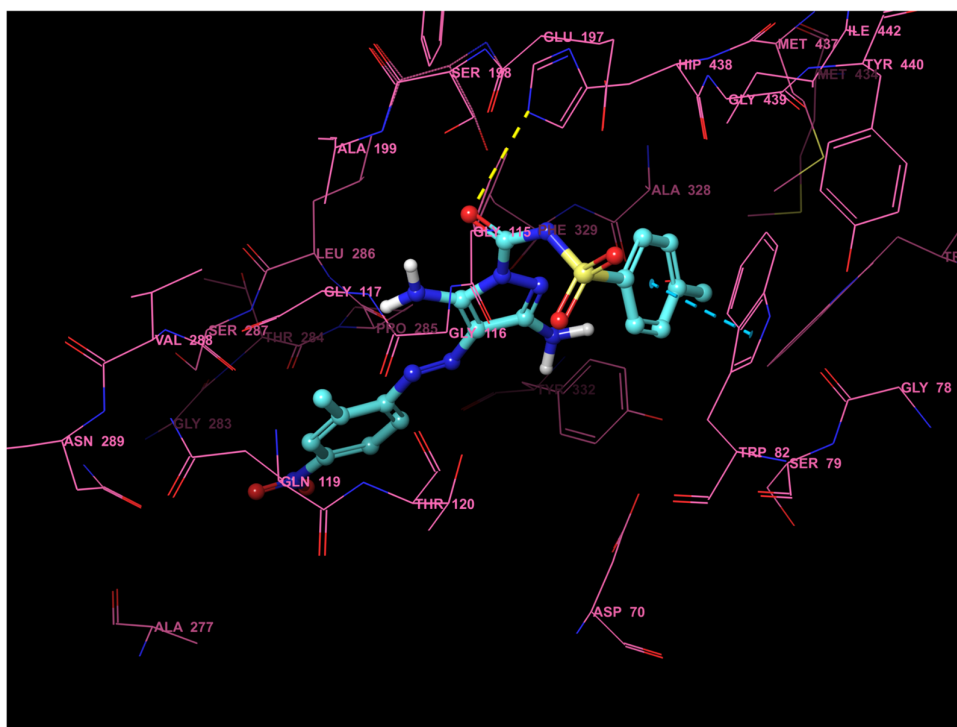 GLU 197
ILE 442
MET 437
SER 198
HIP 438
TYR 440
MET 434
GLY 439
ALA 199
ALA 328
GLY 115
PHE 329
LEU 286
GLY 117
PRO 285
GLY 116
SER 287
THR 284
VAL 288
TYR 332
GLY 78
GLY 283
ASN 289
TRP 82
SER 79
GLN 119
THR 120
ASP 70
ALA 277